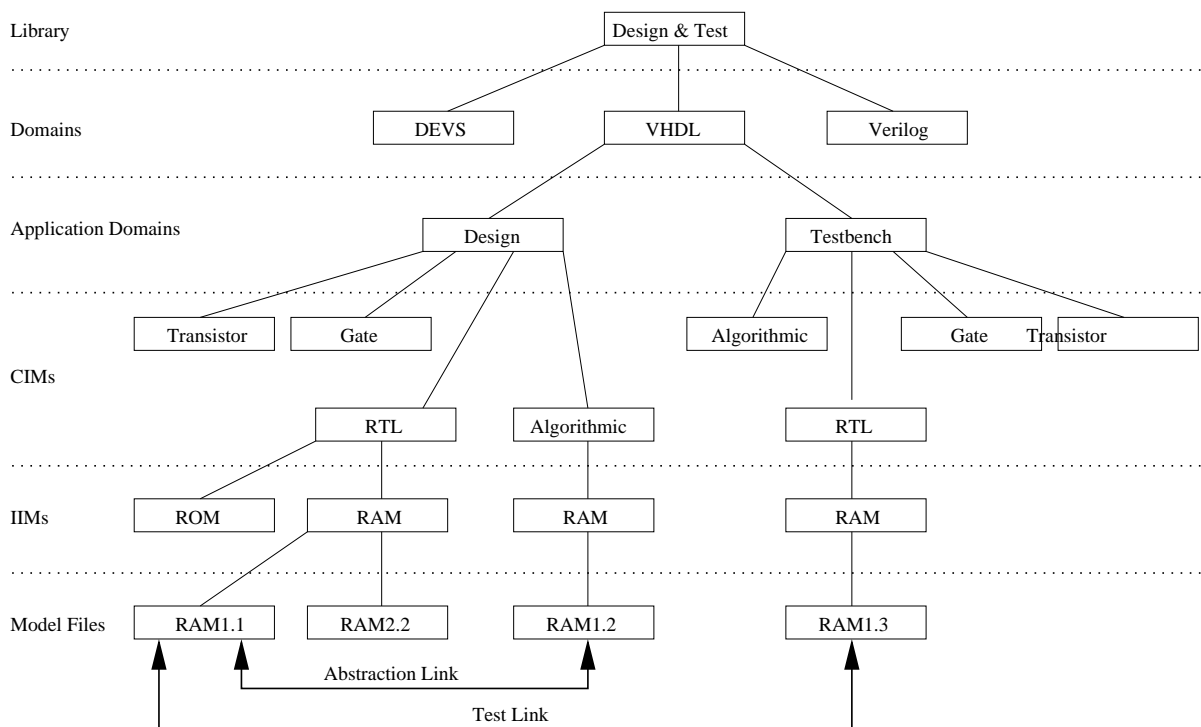 Library
Design & Test
Domains
DEVS
VHDL
Verilog
Application Domains
Design
Testbench
Transistor
Gate
Algorithmic
Gate
Transistor
CIMs
RTL
Algorithmic
RTL
IIMs
ROM
RAM
RAM
RAM
Model Files
RAM1.1
RAM2.2
RAM1.2
RAM1.3
Abstraction Link
Test Link